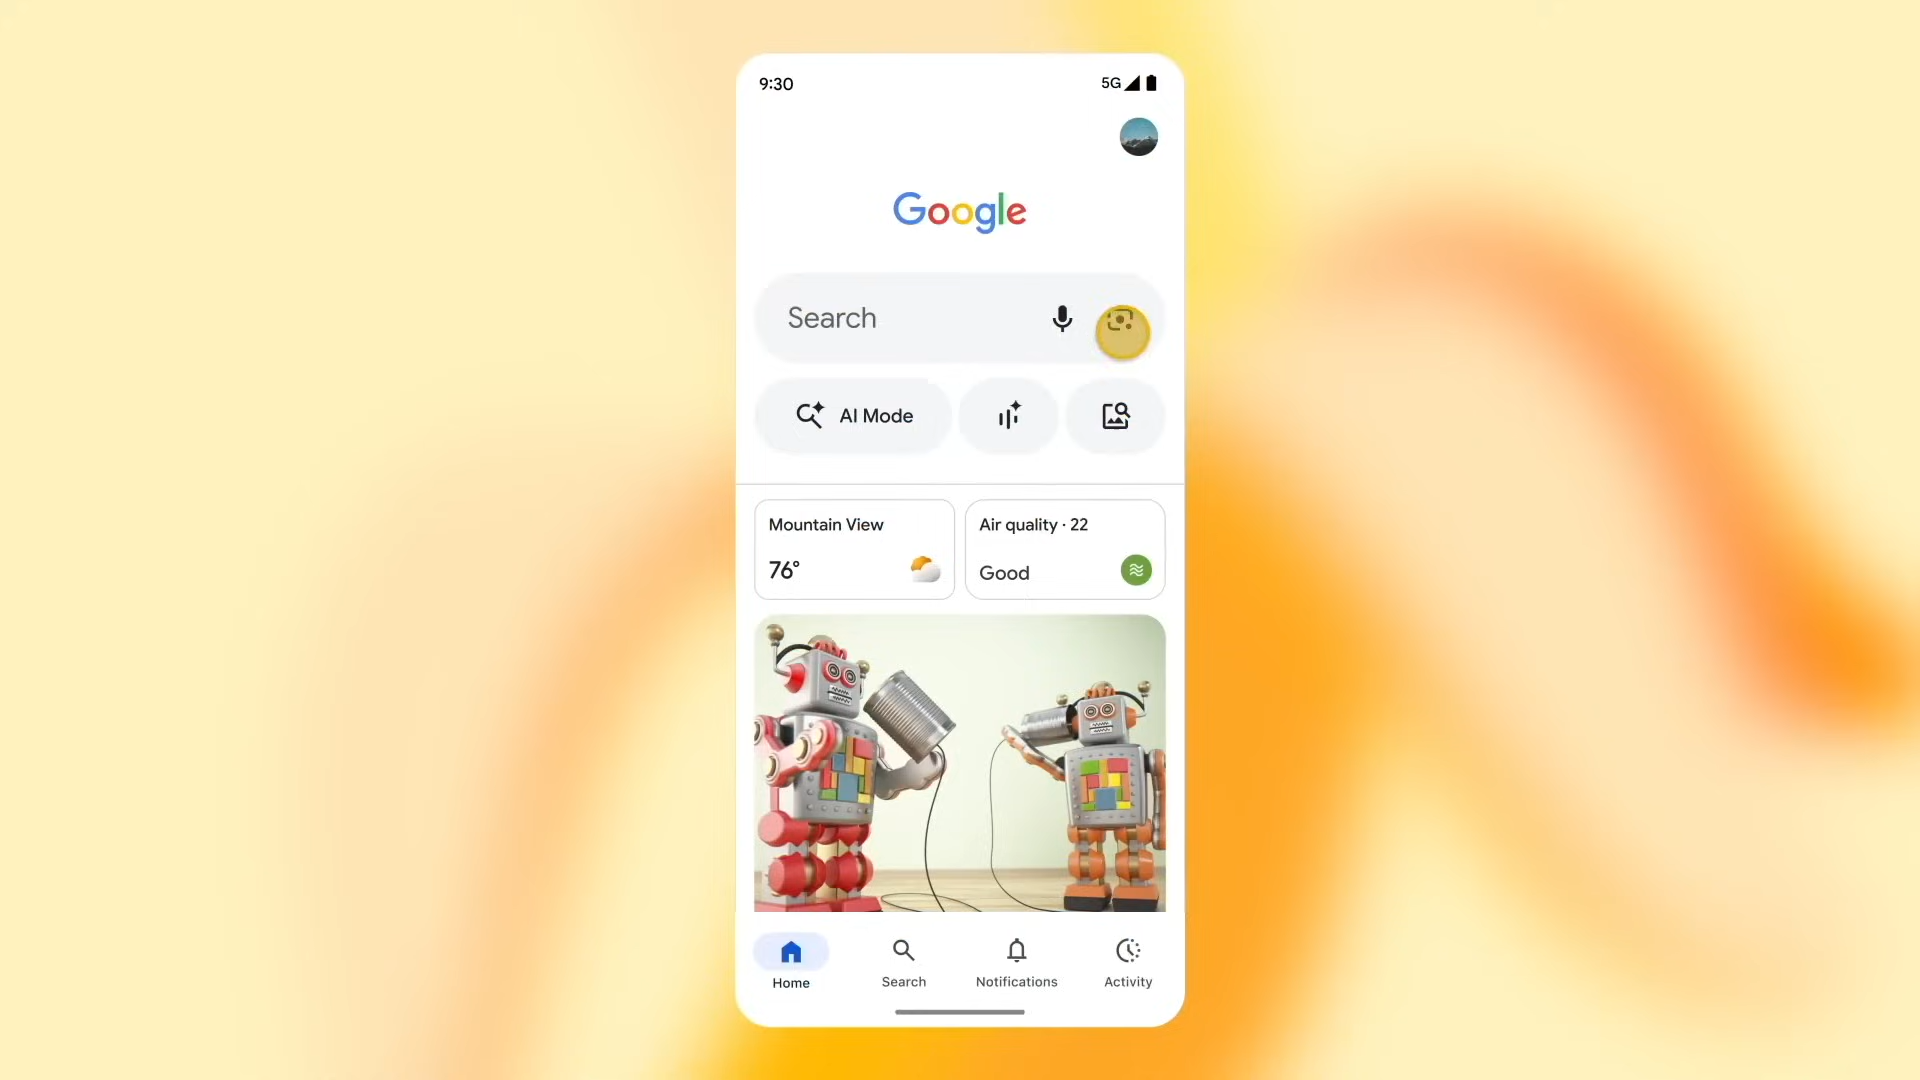 9:30
5G
Google
Search
AI Mode
Mountain View
76°
Air quality · 22
Good
Home
Search
Notifications
Activity